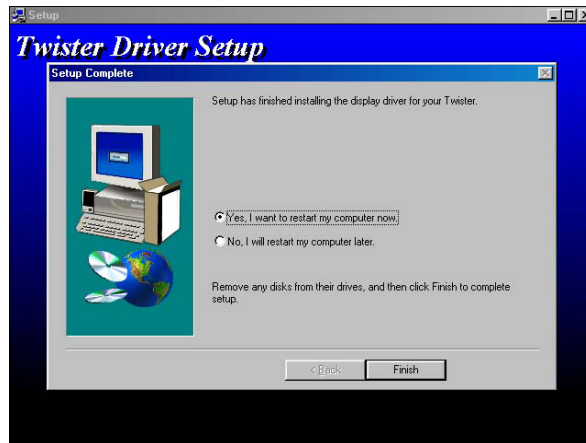 Setup
Twister Driver Setup
Setup Complete
Setup has finished installing the display driver for your Twister.
Yes, I want to restart my computer now.
No, I will restart my computer later.
Remove any disks from their drives, and then click Finish to complete
setup.
< Back
Finish